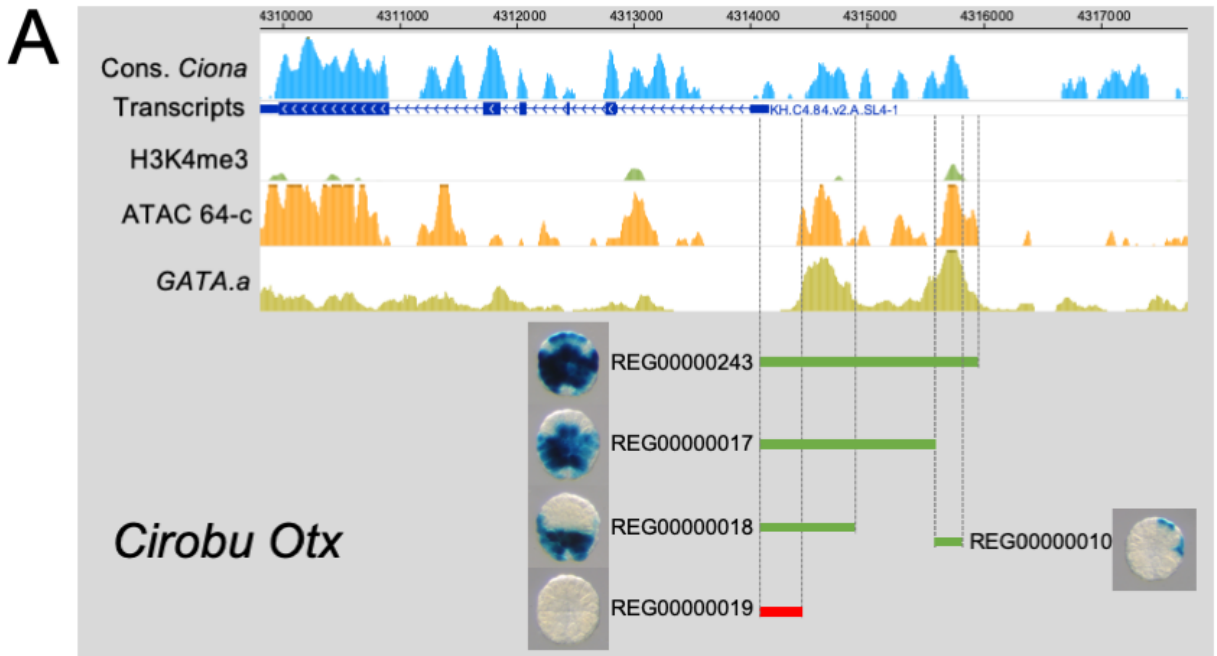 A
4310000 4311000 4312000 4313000 4314000 4315000 4316000 4317000
Cons. Ciona
Transcripts
KH.C4.84.v2.A.SL4-1
H3K4me3
ATAC 64-c
GATA.a
REG00000243
REG00000017
REG00000018
REG00000010
Cirobu Otx
REG00000019